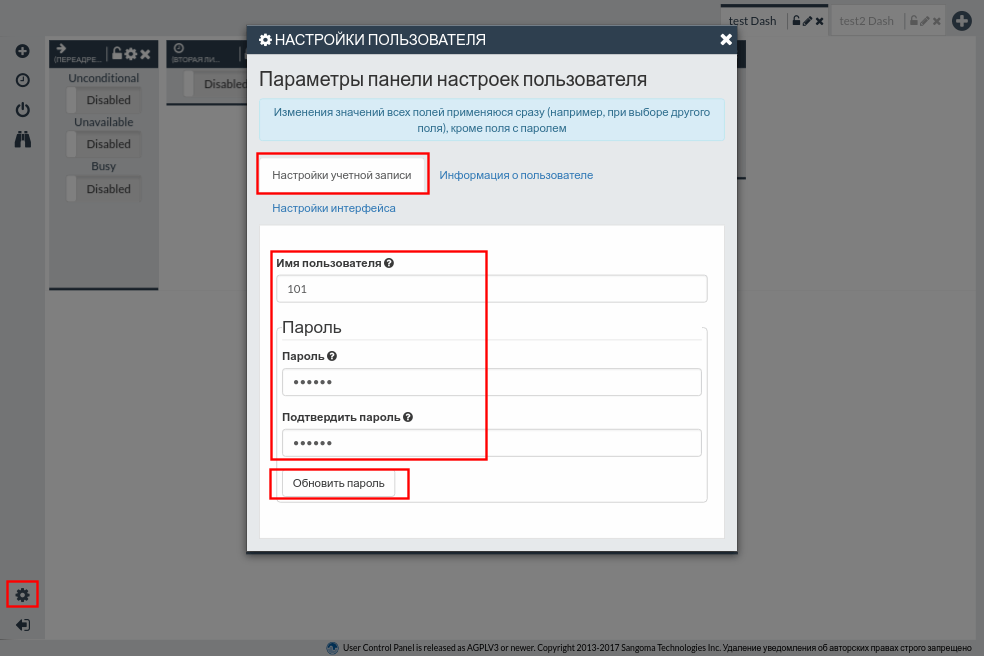 test Dash
test2 Dash
(ПЕРЕАДРЕ...
(ВТОРАЯ ЛИ...
Unconditional
Disabled
Disabled
Unavailable
Disabled
Busy
Disabled
НАСТРОЙКИ ПОЛЬЗОВАТЕЛЯ
Параметры панели настроек пользователя
Изменения значений всех полей применяюся сразу (например, при выборе другого
поля), кроме поля с паролем
Настройки учетной записи
Информация о пользователе
Настройки интерфейса
Имя пользователя
101
Пароль
Пароль
••••••
Подтвердить пароль
••••••
Обновить пароль
User Control Panel is released as AGPLV3 or newer. Copyright 2013-2017 Sangoma Technologies Inc. Удаление уведомления об авторских правах строго запрещено